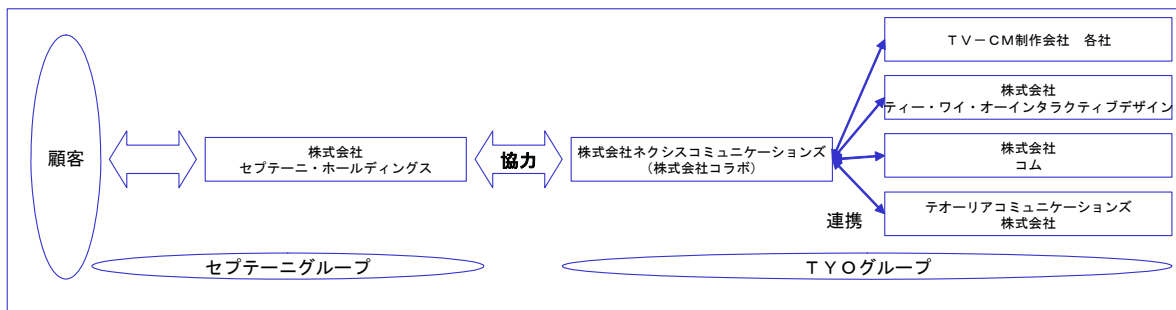 顧客
株式会社
セプテーニ・ホールディングス
協力
株式会社ネクシスコミュニケーションズ
（株式会社コラボ）
連携
ＴＶ－ＣＭ制作会社　各社
株式会社
ティー・ワイ・オーインタラクティブデザイン
株式会社
コム
テオーリアコミュニケーションズ
株式会社
セプテーニグループ
ＴＹＯグループ